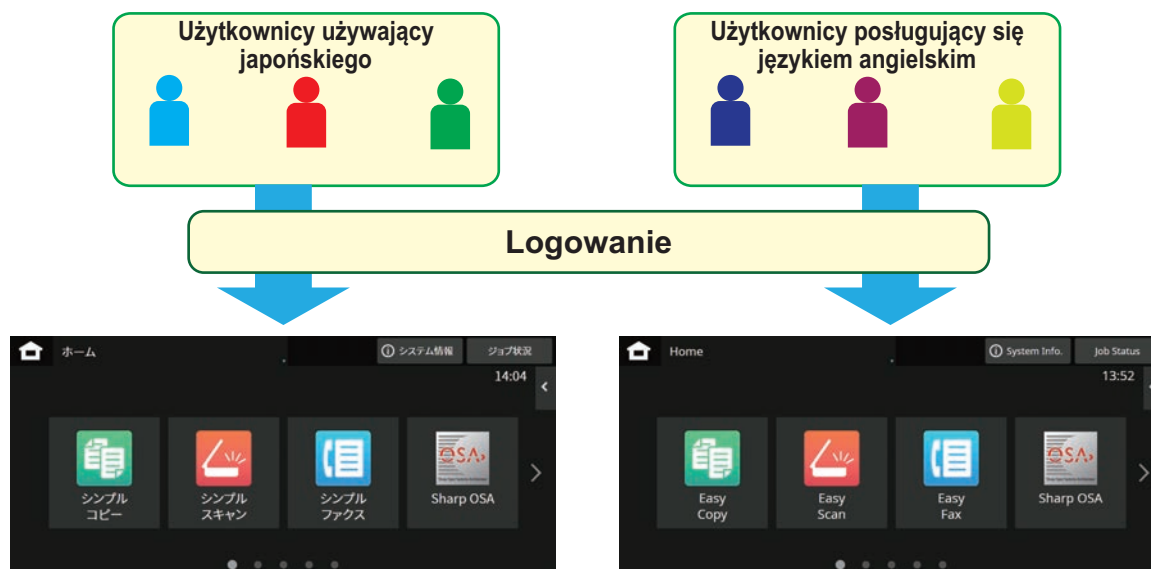 Użytkownicy używający
japońskiego
Użytkownicy posługujący się
językiem angielskim
Logowanie
ホーム
システム情報
ジョブ状況
14:04
シンプル
コピー
シンプル
スキャン
シンプル
ファクス
OSA
Sharp OSA
Home
System Info.
Job Status
13:52
Easy
Copy
Easy
Scan
Easy
Fax
OSA
Sharp OSA